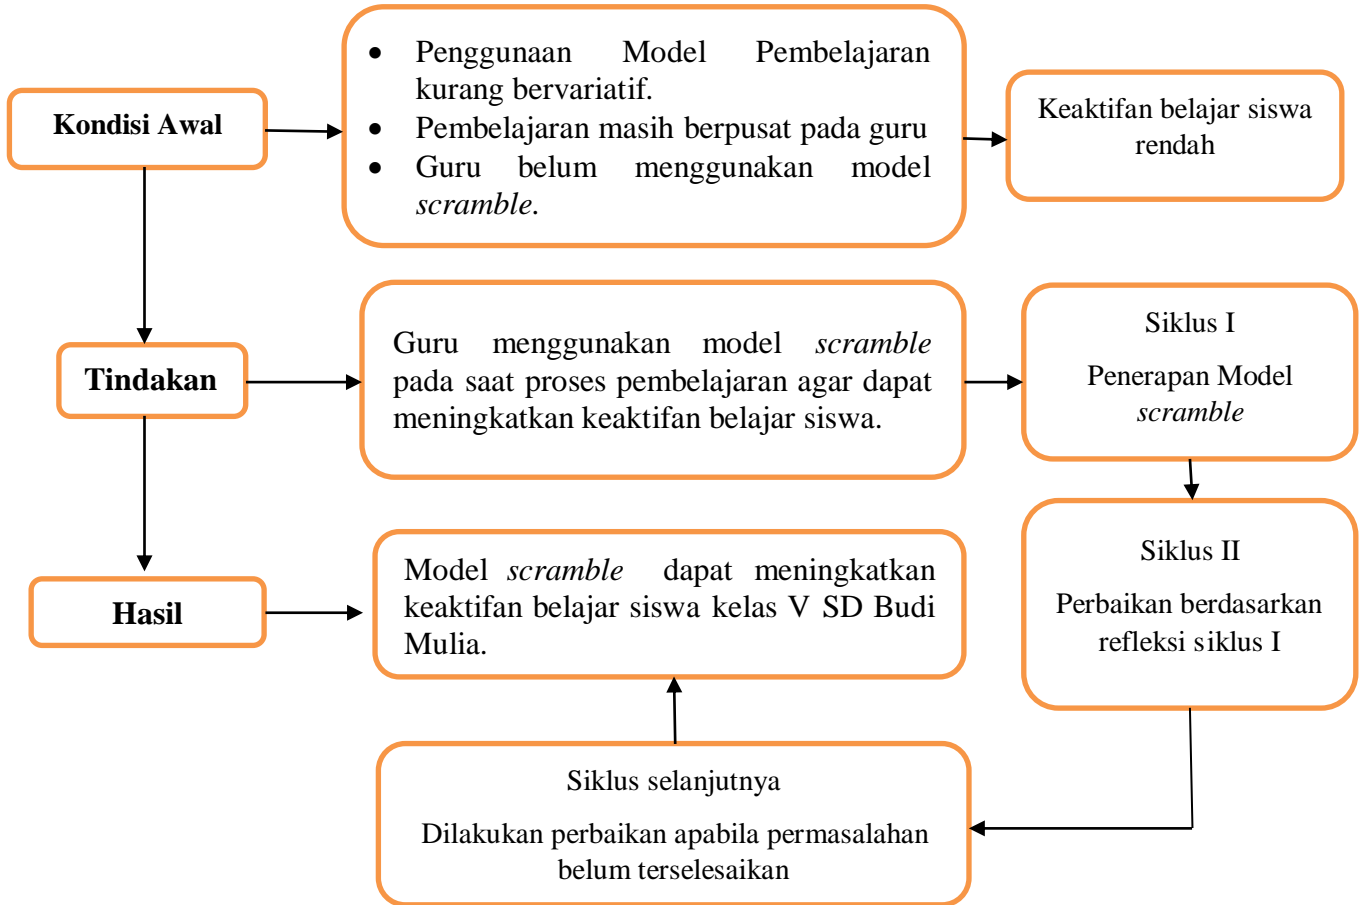 Kondisi Awal
• Penggunaan Model Pembelajaran
kurang bervariatif.
• Pembelajaran masih berpusat pada guru
• Guru belum menggunakan model
scramble.
Keaktifan belajar siswa
rendah
Tindakan
Guru menggunakan model scramble
pada saat proses pembelajaran agar dapat
meningkatkan keaktifan belajar siswa.
Siklus I
Penerapan Model
scramble
Siklus II
Perbaikan berdasarkan
refleksi siklus I
Hasil
Model scramble dapat meningkatkan
keaktifan belajar siswa kelas V SD Budi
Mulia.
Siklus selanjutnya
Dilakukan perbaikan apabila permasalahan
belum terselesaikan